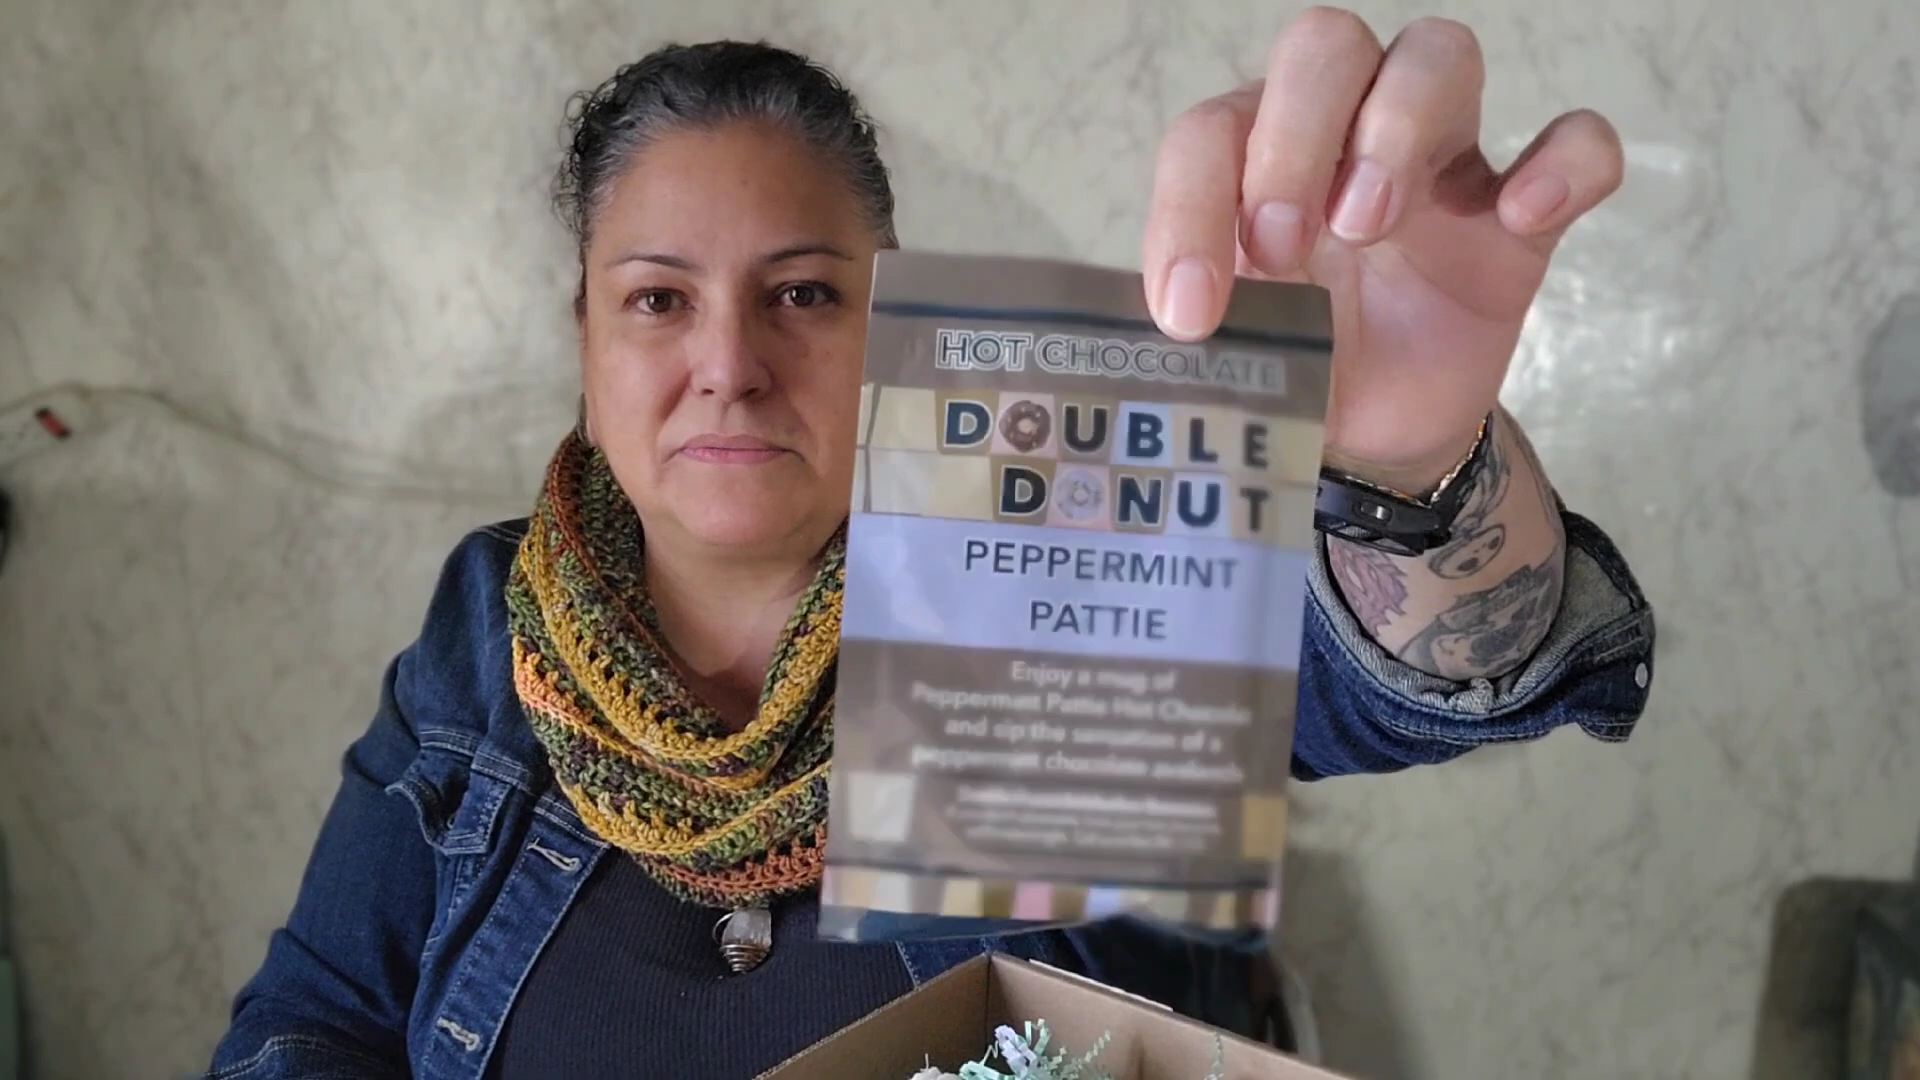 HOT CHOCOLATE
DOUBLE
DONUT
PEPPERMINT
PATTIE
Enjoy a mug of
Peppermint Pattie Hot Chocolate
and sip the sensation of a
peppermint chocolate